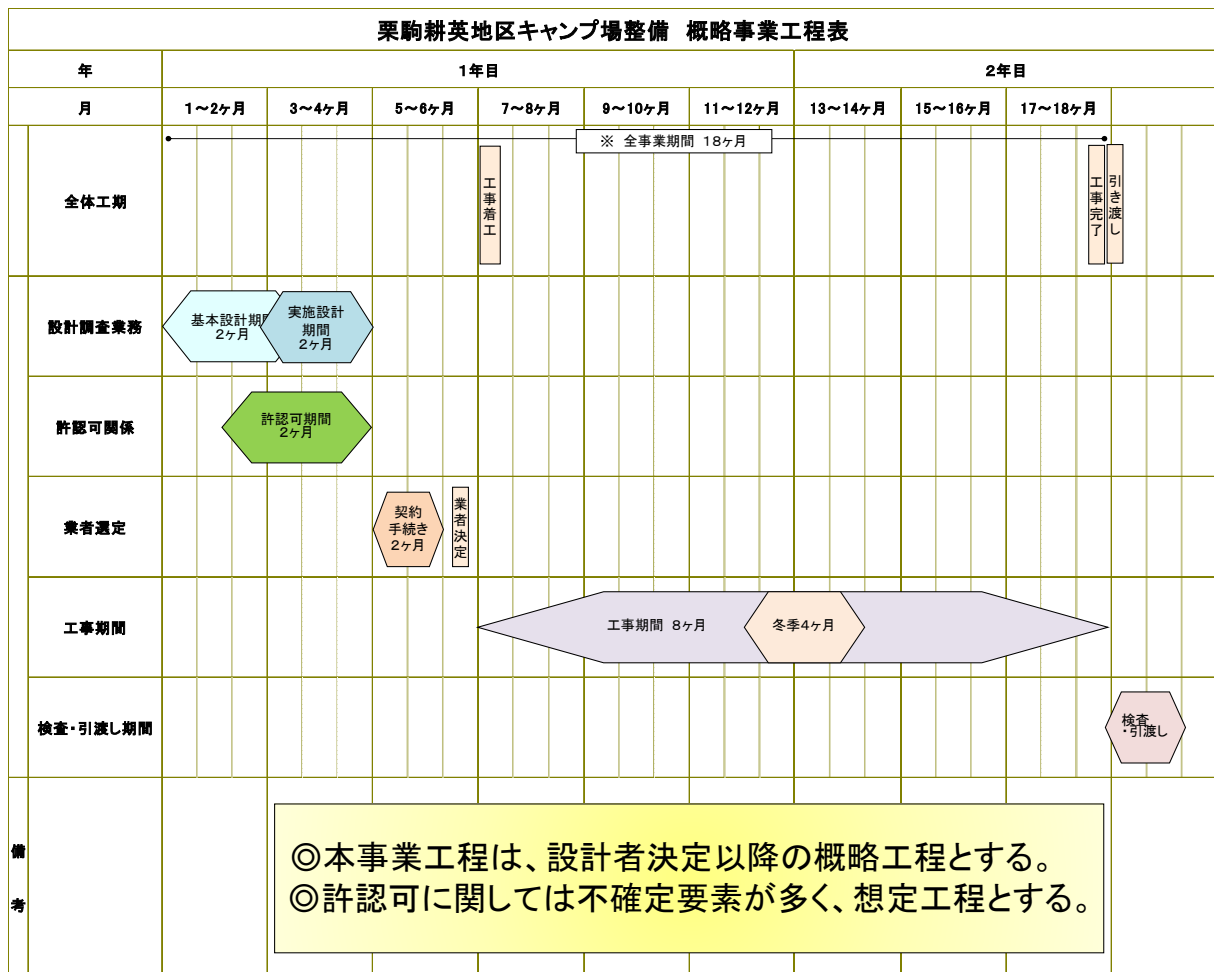 栗駒耕英地区キャンプ場整備 概略事業工程表
年
1年目
2年目
月
1～2ヶ月
3～4ヶ月
5～6ヶ月
7～8ヶ月
9～10ヶ月
11～12ヶ月
13～14ヶ月
15～16ヶ月
17～18ヶ月
全体工期
※ 全事業期間 18ヶ月
工事着工
工事完了
引き渡し
設計調査業務
基本設計期間
2ヶ月
実施設計
期間
2ヶ月
許認可関係
許認可期間
2ヶ月
業者選定
契約
手続き
2ヶ月
業者決定
工事期間
工事期間 8ヶ月
冬季4ヶ月
検査・引渡し期間
検査
・引渡し
備考
◎本事業工程は、設計者決定以降の概略工程とする。
◎許認可に関しては不確定要素が多く、想定工程とする。